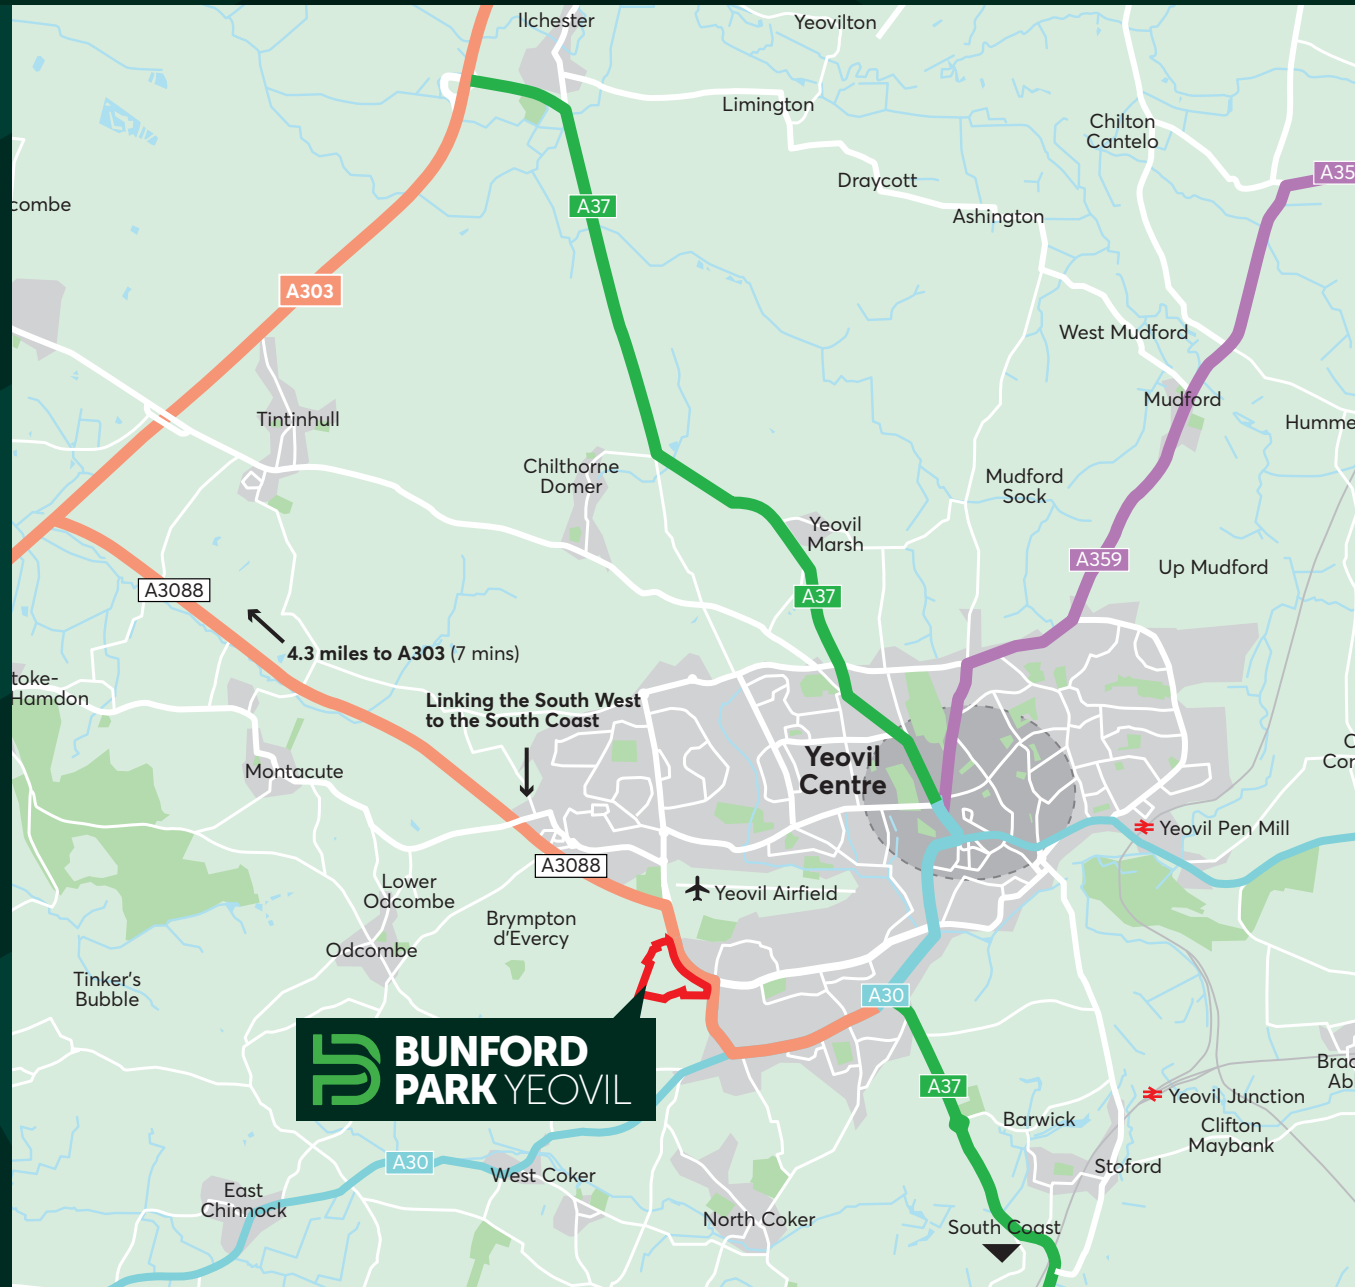 Ilchester
Yeovilton
Limington
Chilton
Cantelo
A35
Draycott
combe
A37
Ashington
A303
West Mudford
Mudford
Tintinhull
Humme
Chilthorne
Domer
Mudford
Sock
Yeovil
Marsh
A359
Up Mudford
A3088
A37
4.3 miles to A303 (7 mins)
toke-
Hamdon
Linking the South West
to the South Coast
C
Cor
Yeovil
Centre
Montacute
Yeovil Pen Mill
A3088
Lower
Odcombe
Yeovil Airfield
Brympton
d'Evercy
Odcombe
Tinker's
Bubble
A30
BUNFORD
PARK YEOVIL
Brad
Ab
A37
Yeovil Junction
Barwick
Clifton
Maybank
A30
West Coker
Stoford
East
Chinnock
North Coker
South Coast